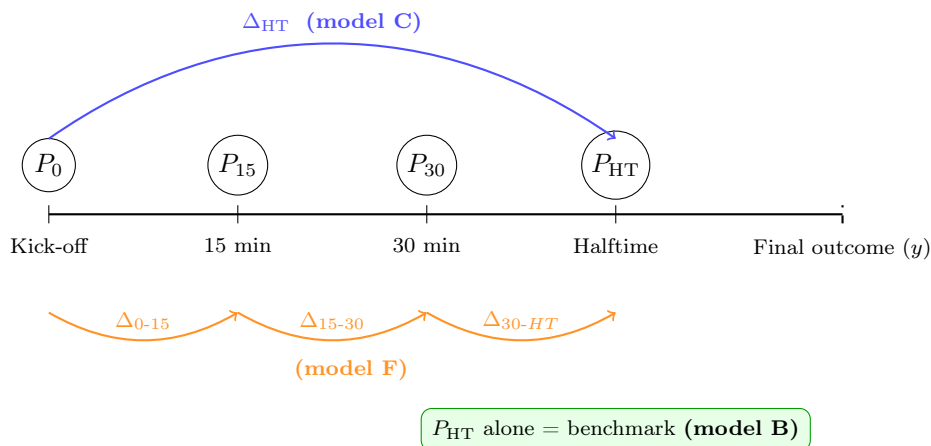 Δ_HT (model C)
P_0 P_15 P_30 P_HT
Kick-off 15 min 30 min Halftime Final outcome (y)
Δ_0-15 Δ_15-30 Δ_30-HT
(model F)
P_HT alone = benchmark (model B)